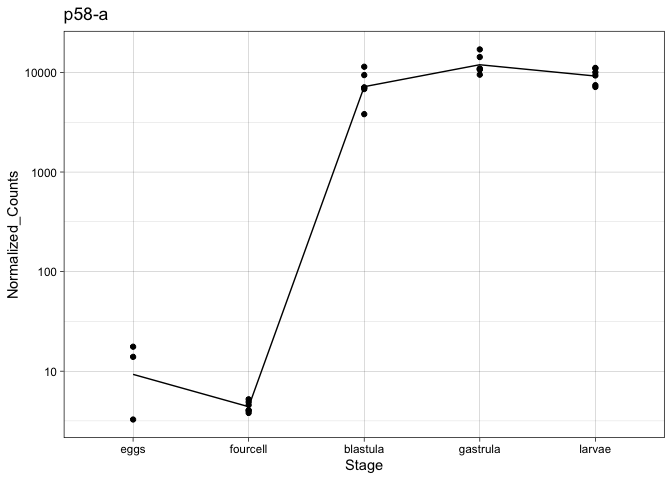 p58-a
Normalized_Counts
10000
1000
100
10
eggs fourcell blastula gastrula larvae
Stage